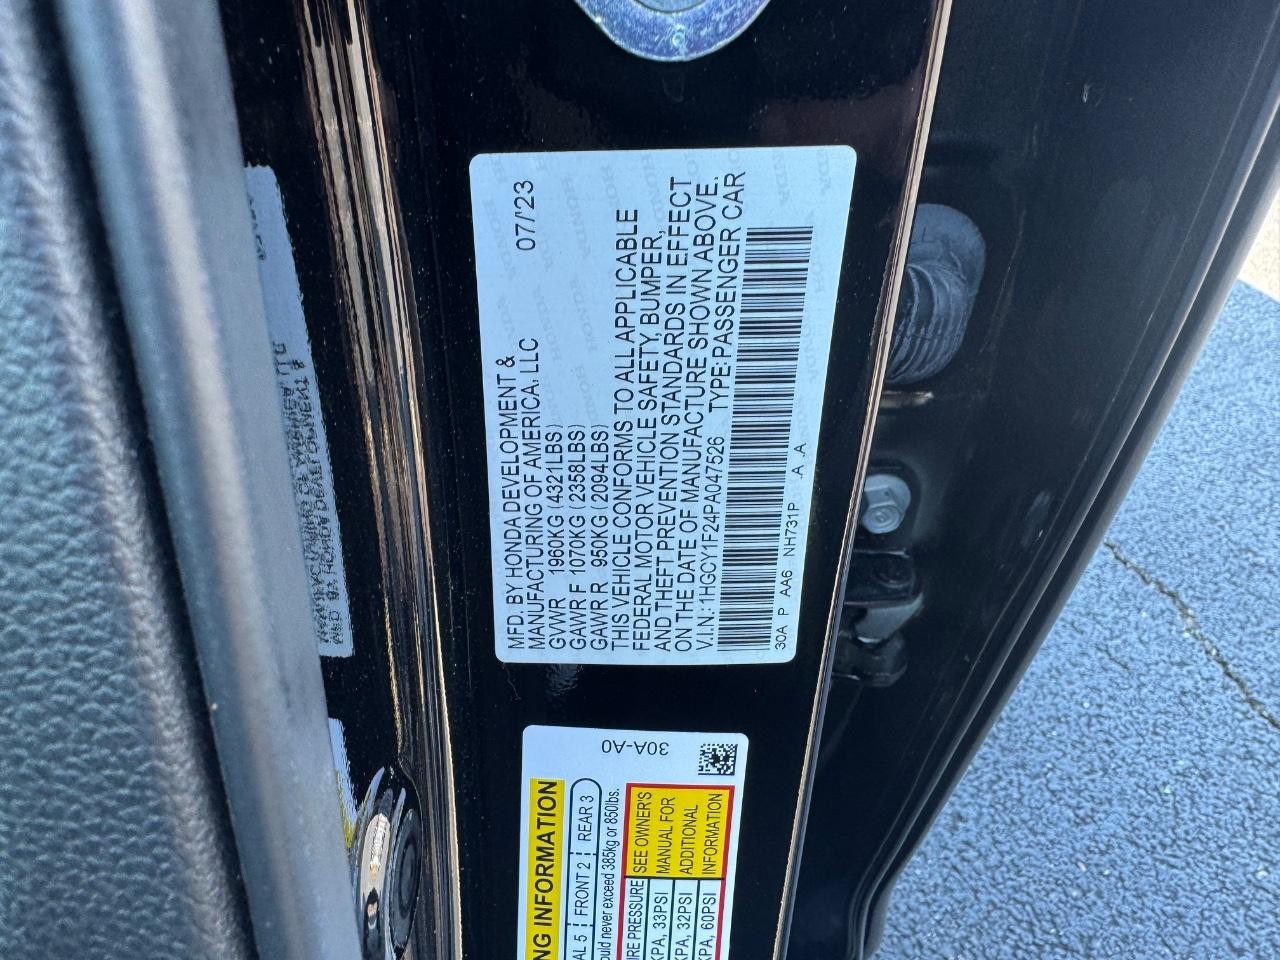 MFD. BY HONDA DEVELOPMENT & 07/'23
MANUFACTURING OF AMERICA, LLC
GVWR 1960KG (4321LBS)
GAWR F 1070KG (2358LBS)
GAWR R 950KG (2094LBS)
THIS VEHICLE CONFORMS TO ALL APPLICABLE
FEDERAL MOTOR VEHICLE SAFETY, BUMPER,
AND THEFT PREVENTION STANDARDS IN EFFECT
ON THE DATE OF MANUFACTURE SHOWN ABOVE.
V.I.N.: 1HGCY1F24PA047526 TYPE: PASSENGER CAR
30A P AA6 NH731P .A .A
30A-A0
NG INFORMATION
AL 5 FRONT 2 REAR 3
ould never exceed 385kg or 850lbs.
IRE PRESSURE SEE OWNER'S
KPA, 33PSI MANUAL FOR
KPA, 32PSI ADDITIONAL
KPA, 60PSI INFORMATION